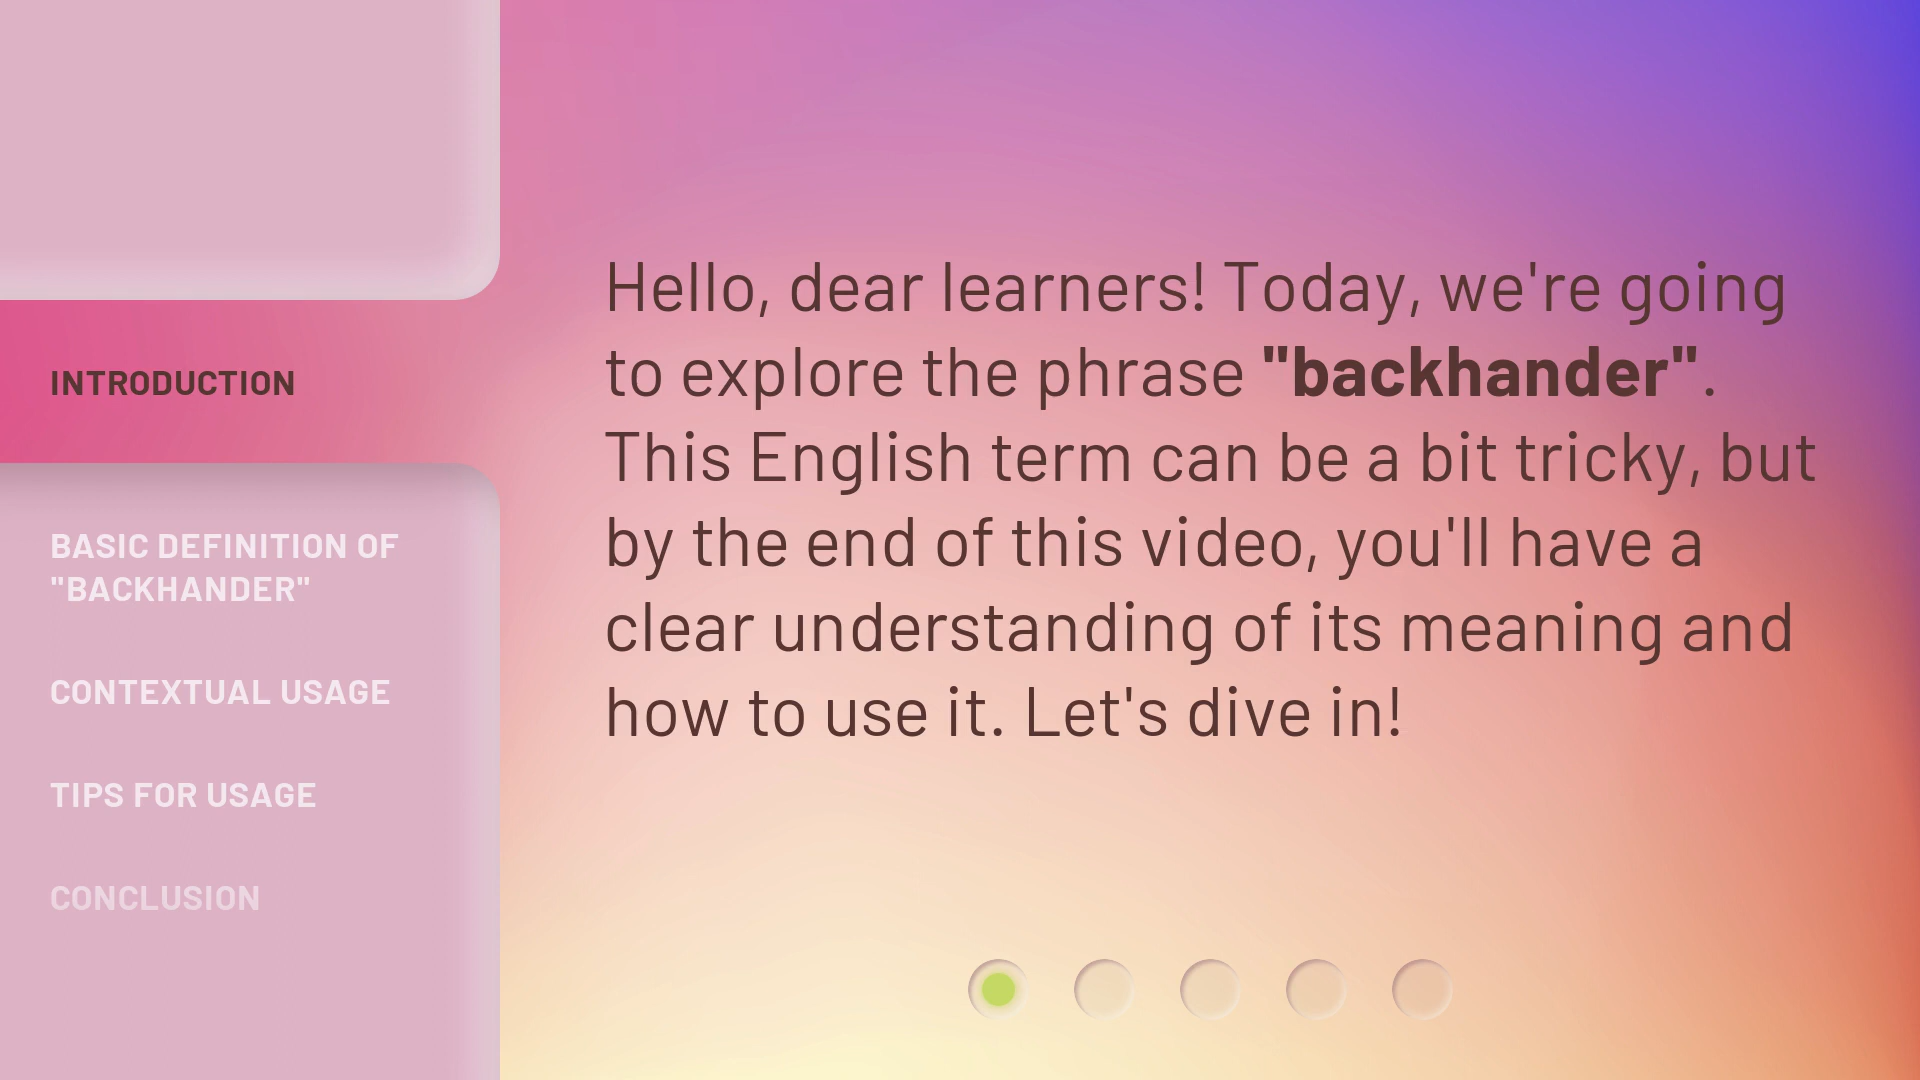 INTRODUCTION
BASIC DEFINITION OF
"BACKHANDER"
CONTEXTUAL USAGE
TIPS FOR USAGE
CONCLUSION
Hello, dear learners! Today, we're going
to explore the phrase "backhander".
This English term can be a bit tricky, but
by the end of this video, you'll have a
clear understanding of its meaning and
how to use it. Let's dive in!